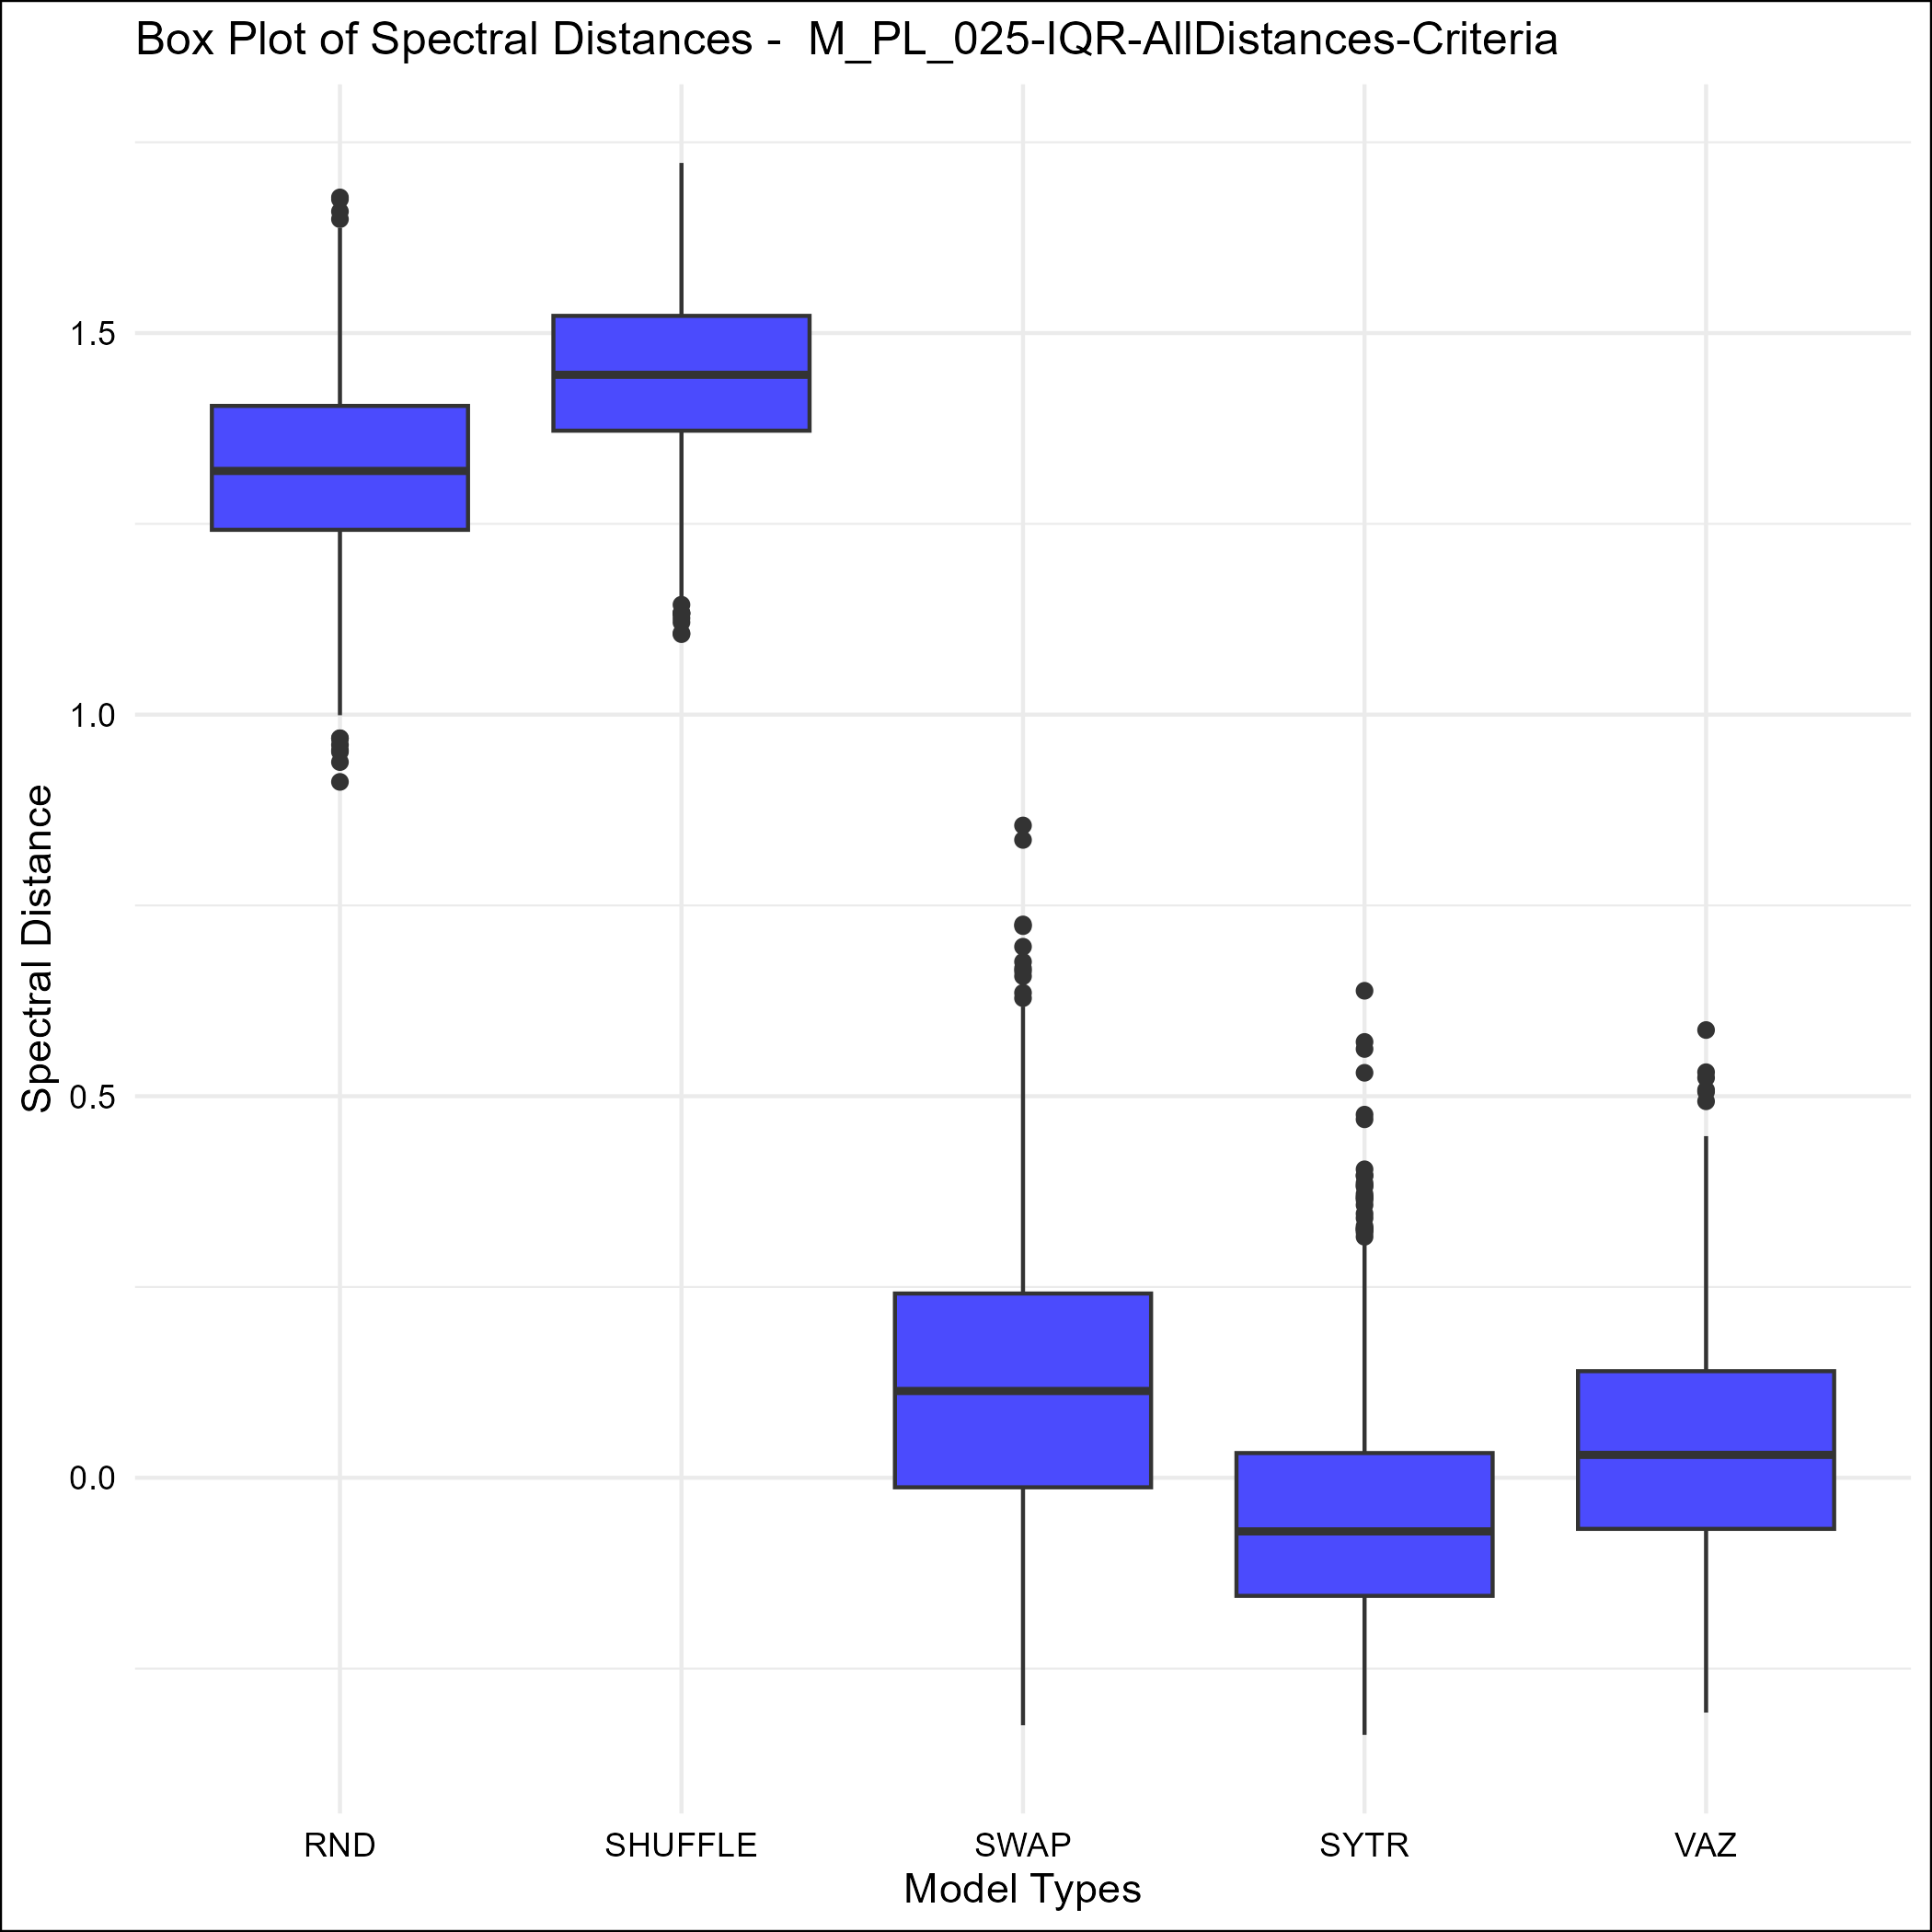 Box Plot of Spectral Distances -  M_PL_025-IQR-AllDistances-Criteria
Spectral Distance
1.5
1.0
0.5
0.0
RND SHUFFLE SWAP SYTR VAZ
Model Types